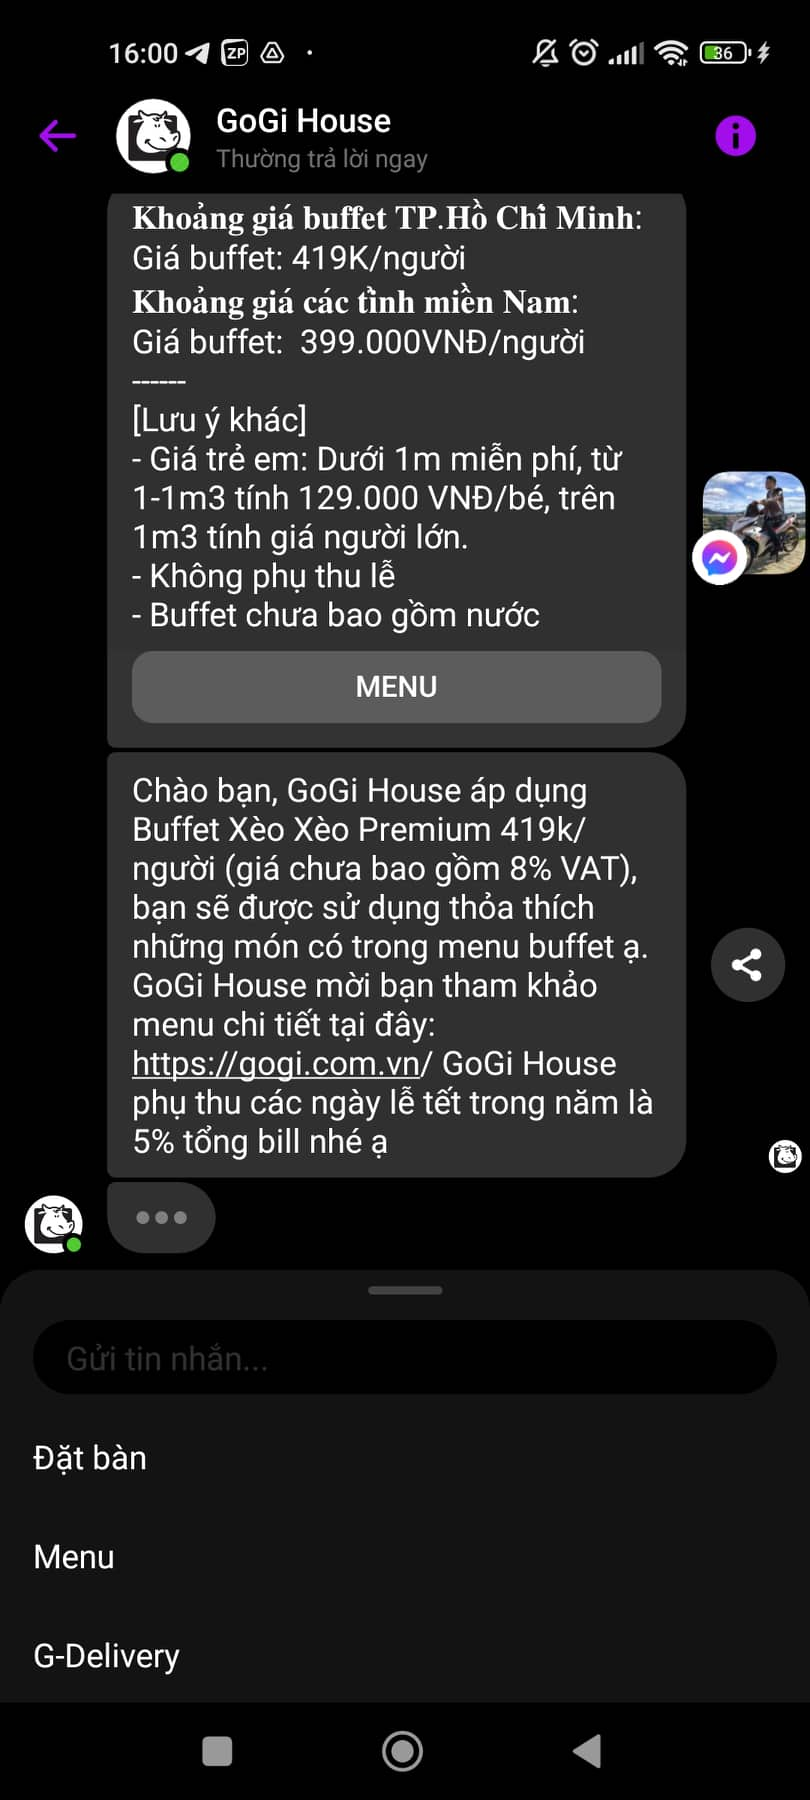 16:00
ZP
36
GoGi House
Thường trả lời ngay
Khoảng giá buffet TP.Hồ Chí Minh:
Giá buffet: 419K/người
Khoảng giá các tỉnh miền Nam:
Giá buffet: 399.000VNĐ/người
------
[Lưu ý khác]
- Giá trẻ em: Dưới 1m miễn phí, từ
1-1m3 tính 129.000 VNĐ/bé, trên
1m3 tính giá người lớn.
- Không phụ thu lễ
- Buffet chưa bao gồm nước
MENU
Chào bạn, GoGi House áp dụng
Buffet Xèo Xèo Premium 419k/
người (giá chưa bao gồm 8% VAT),
bạn sẽ được sử dụng thỏa thích
những món có trong menu buffet ạ.
GoGi House mời bạn tham khảo
menu chi tiết tại đây:
https://gogi.com.vn/ GoGi House
phụ thu các ngày lễ tết trong năm là
5% tổng bill nhé ạ
Gửi tin nhắn...
Đặt bàn
Menu
G-Delivery